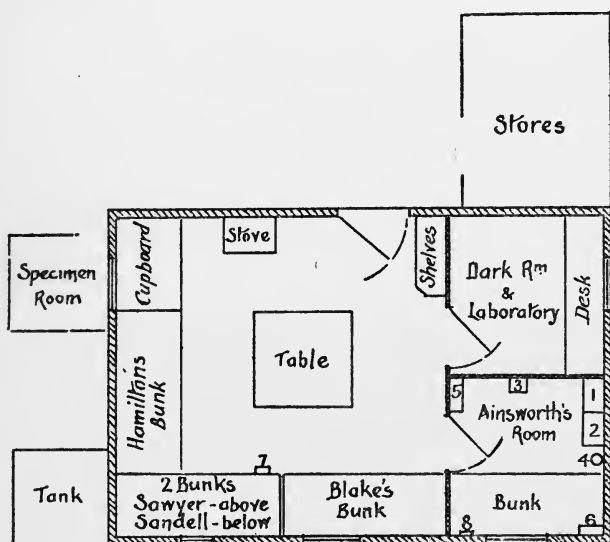 Stores
Specimen
Room
Cupboard
Stove
Shelves
Dark Rm
&
Laboratory
Desk
Hamilton's
Bunk
Table
5
3
1
Ainsworth's
Room
2
4O
Tank
7
2 Bunks
Sawyer-above
Sandell-below
Blake's
Bunk
Bunk
8
6